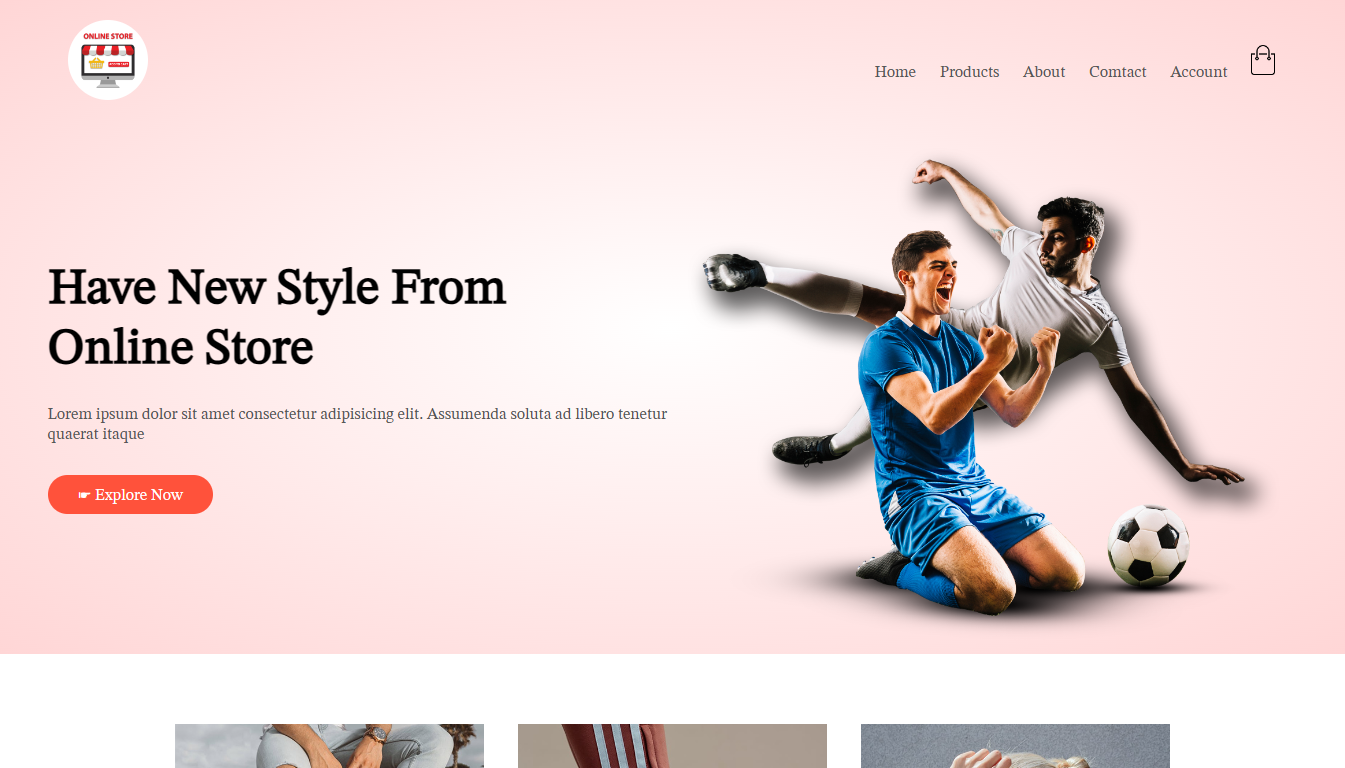 ONLINE STORE
Home Products About Comtact Account
Have New Style From
Online Store
Lorem ipsum dolor sit amet consectetur adipisicing elit. Assumenda soluta ad libero tenetur
quaerat itaque
☛ Explore Now